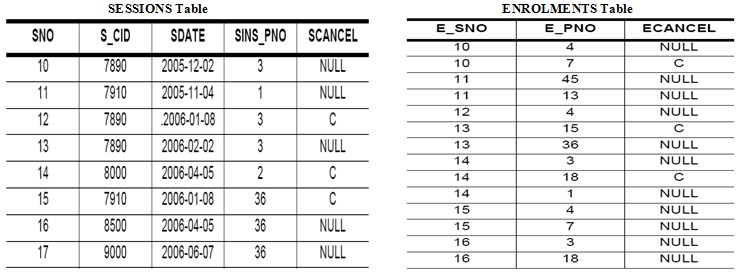 SESSIONS Table
SNO S_CID SDATE SINS_PNO SCANCEL
10 7890 2005-12-02 3 NULL
11 7910 2005-11-04 1 NULL
12 7890 .2006-01-08 3 C
13 7890 2006-02-02 3 NULL
14 8000 2006-04-05 2 C
15 7910 2006-01-08 36 C
16 8500 2006-04-05 36 NULL
17 9000 2006-06-07 36 NULL
ENROLMENTS Table
E_SNO E_PNO ECANCEL
10 4 NULL
10 7 C
11 45 NULL
11 13 NULL
12 4 NULL
13 15 C
13 36 NULL
14 3 NULL
14 18 C
14 1 NULL
15 4 NULL
15 7 NULL
16 3 NULL
16 18 NULL